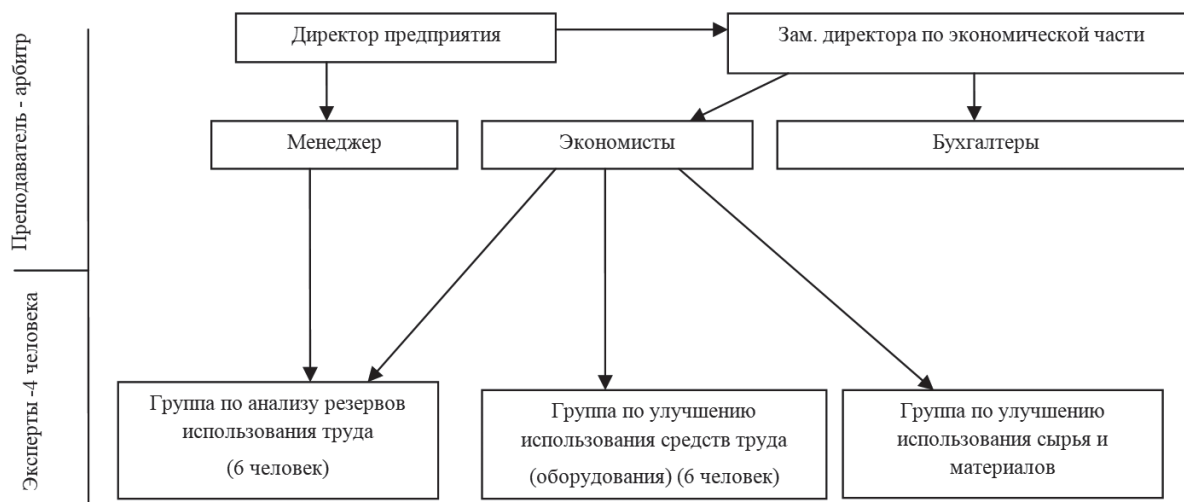 Преподаватель - арбитр
Эксперты -4 человека
Директор предприятия
Зам. директора по экономической части
Менеджер
Экономисты
Бухгалтеры
Группа по анализу резервов
использования труда
(6 человек)
Группа по улучшению
использования средств труда
(оборудования) (6 человек)
Группа по улучшению
использования сырья и
материалов